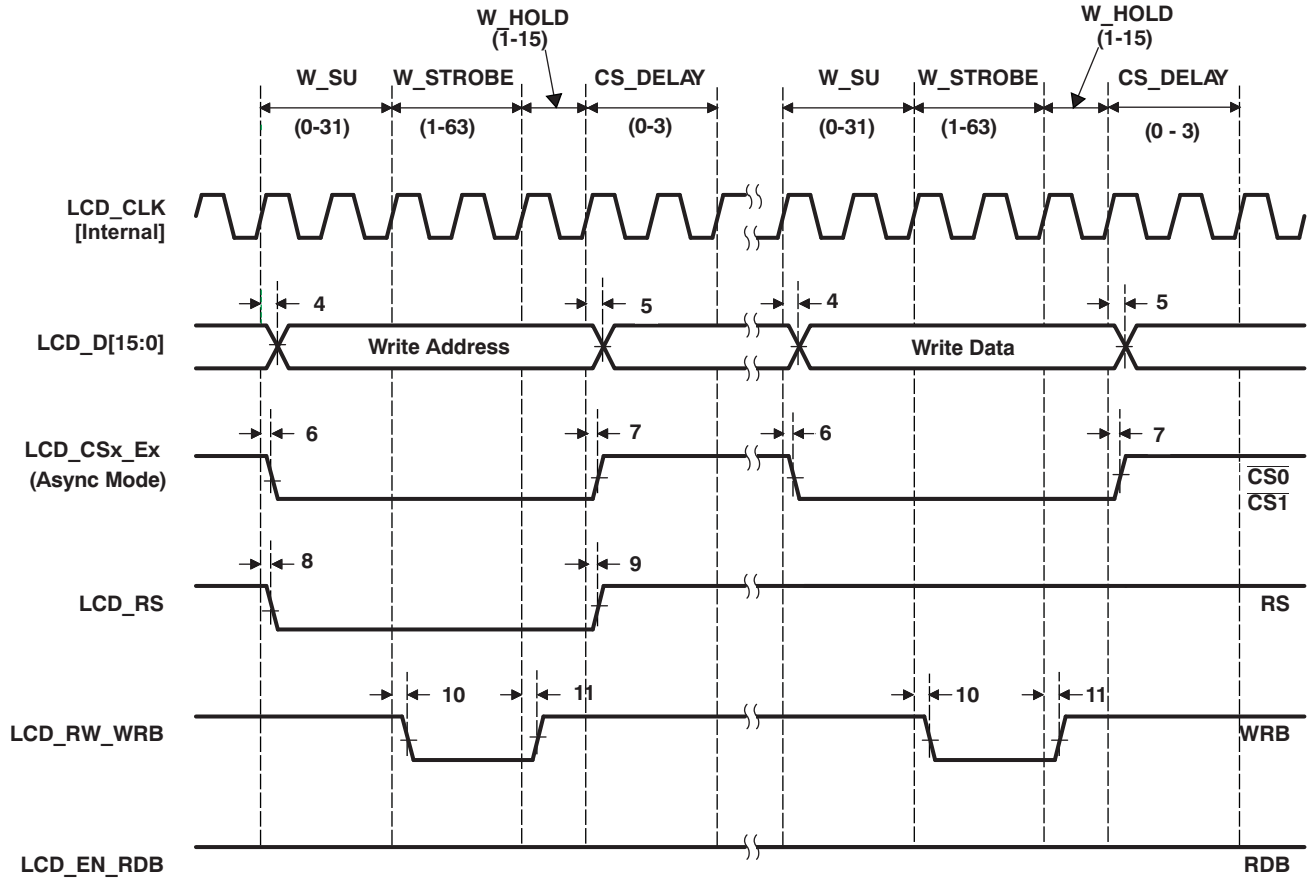 W_HOLD
(1-15)
W_HOLD
(1-15)
W_SU
W_STROBE
CS_DELAY
W_SU
W_STROBE
CS_DELAY
(0-31)
(1-63)
(0-3)
(0-31)
(1-63)
(0 - 3)
LCD_CLK
[Internal]
4
5
4
5
LCD_D[15:0]
Write Address
Write Data
6
7
6
7
LCD_CSx_Ex
(Async Mode)
CS0
CS1
8
9
LCD_RS
RS
10
11
10
11
LCD_RW_WRB
WRB
LCD_EN_RDB
RDB